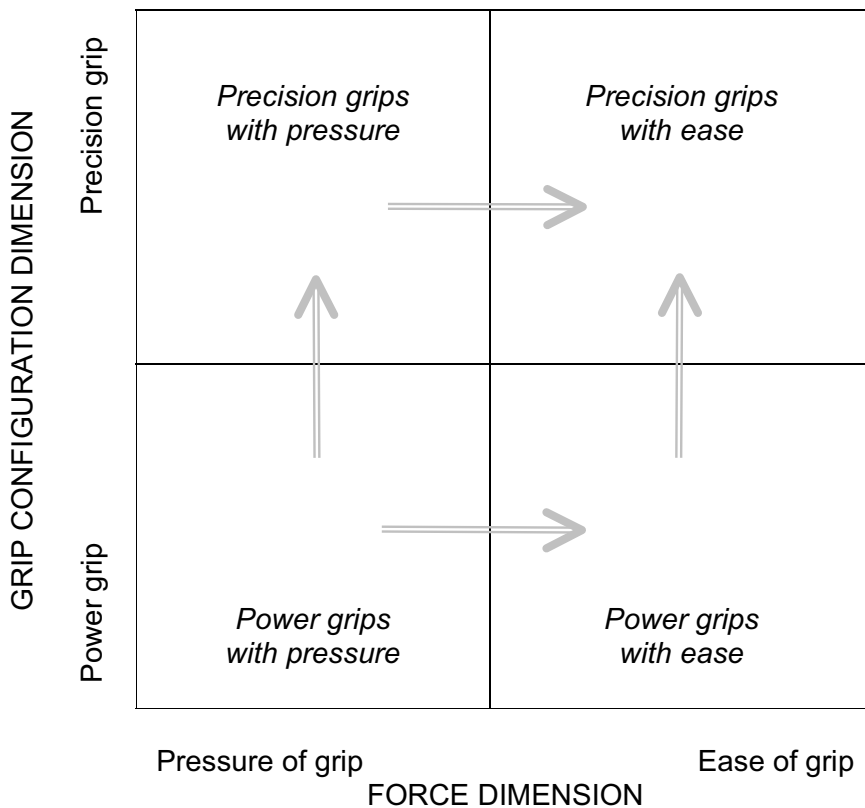 GRIP CONFIGURATION DIMENSION
Precision grip
Power grip
Precision grips
with pressure
Precision grips
with ease
Power grips
with pressure
Power grips
with ease
Pressure of grip
Ease of grip
FORCE DIMENSION